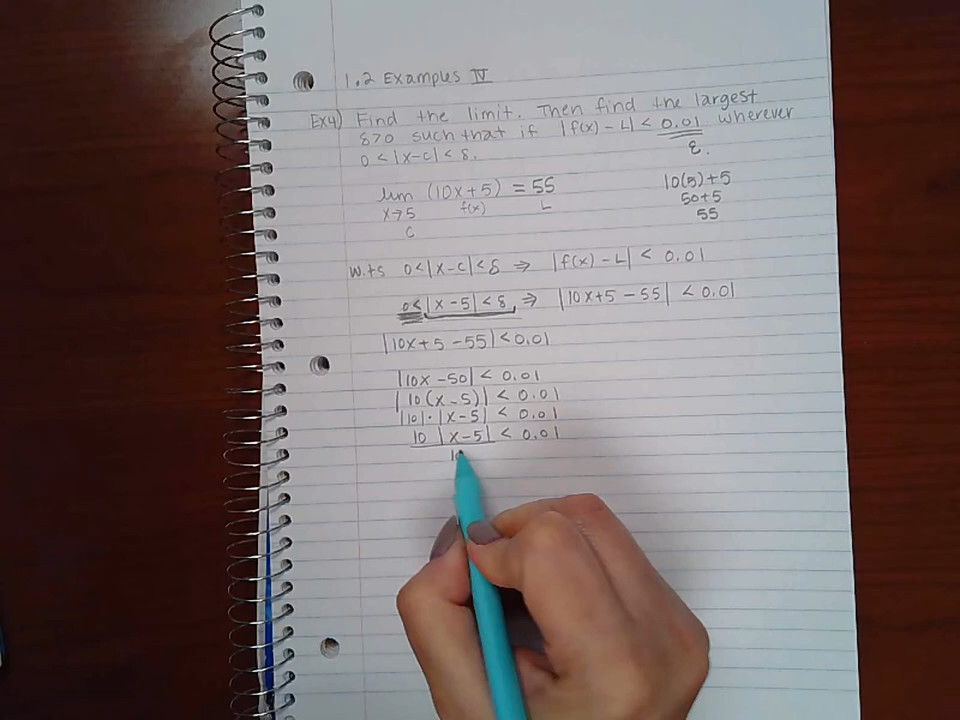 1.2 Examples IV
Ex4) Find the limit. Then find the largest
δ>0 such that if |f(x) - L| < 0.01 wherever
ε.
0 < |x-c| < δ.
lim (10x+5) = 55
x→5 f(x) L
c
10(5)+5
50+5
55
W.t.s 0<|x-c|<δ ⇒ |f(x) - L| < 0.01
0< |x-5| < δ ⇒ |10x+5 - 55| < 0.01
|10x+5 -55| < 0.01
|10x -50| < 0.01
|10(x-5)| < 0.01
|10|·|x-5| < 0.01
10 |x-5| < 0.01
10